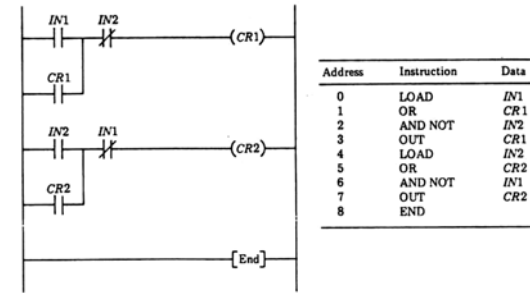 IN1 IN2
(CR1)
CR1
IN2 IN1
(CR2)
CR2
[End]
Address Instruction Data
0 LOAD IN1
1 OR CR1
2 AND NOT IN2
3 OUT CR1
4 LOAD IN2
5 OR CR2
6 AND NOT IN1
7 OUT CR2
8 END